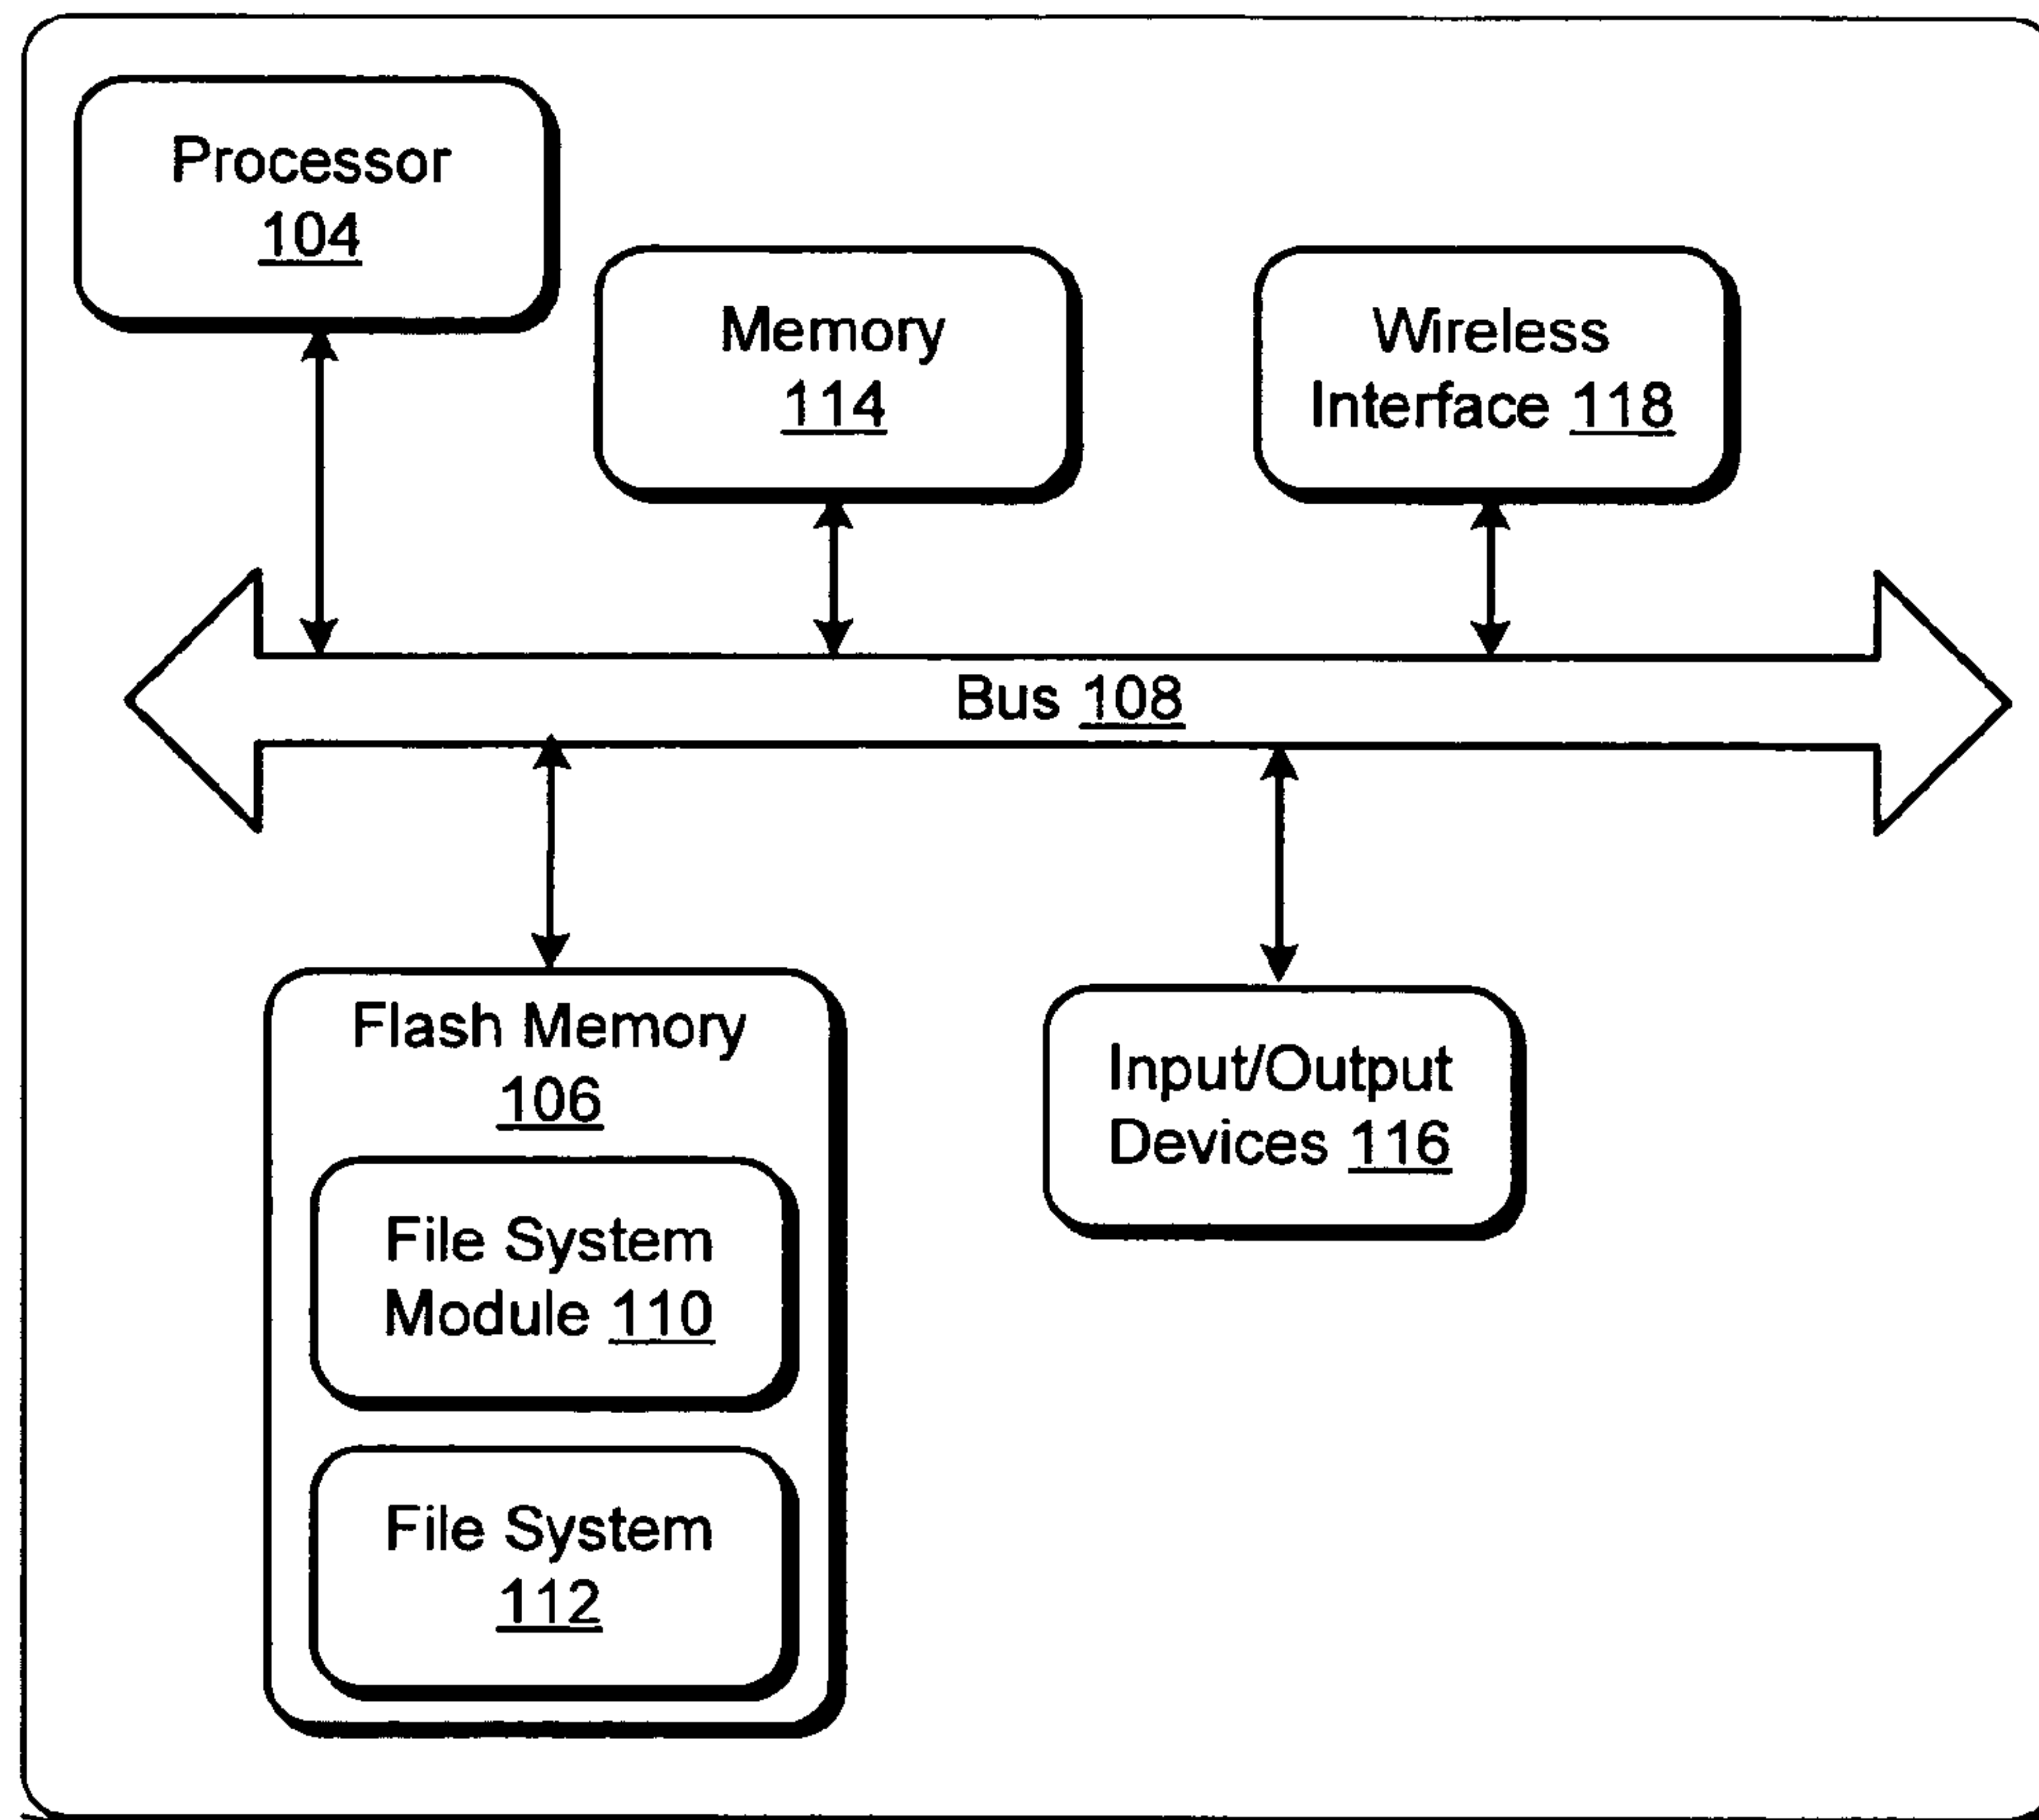 Processor
104
Memory
114
Wireless
Interface 118
Bus 108
Flash Memory
106
File System
Module 110
File System
112
Input/Output
Devices 116